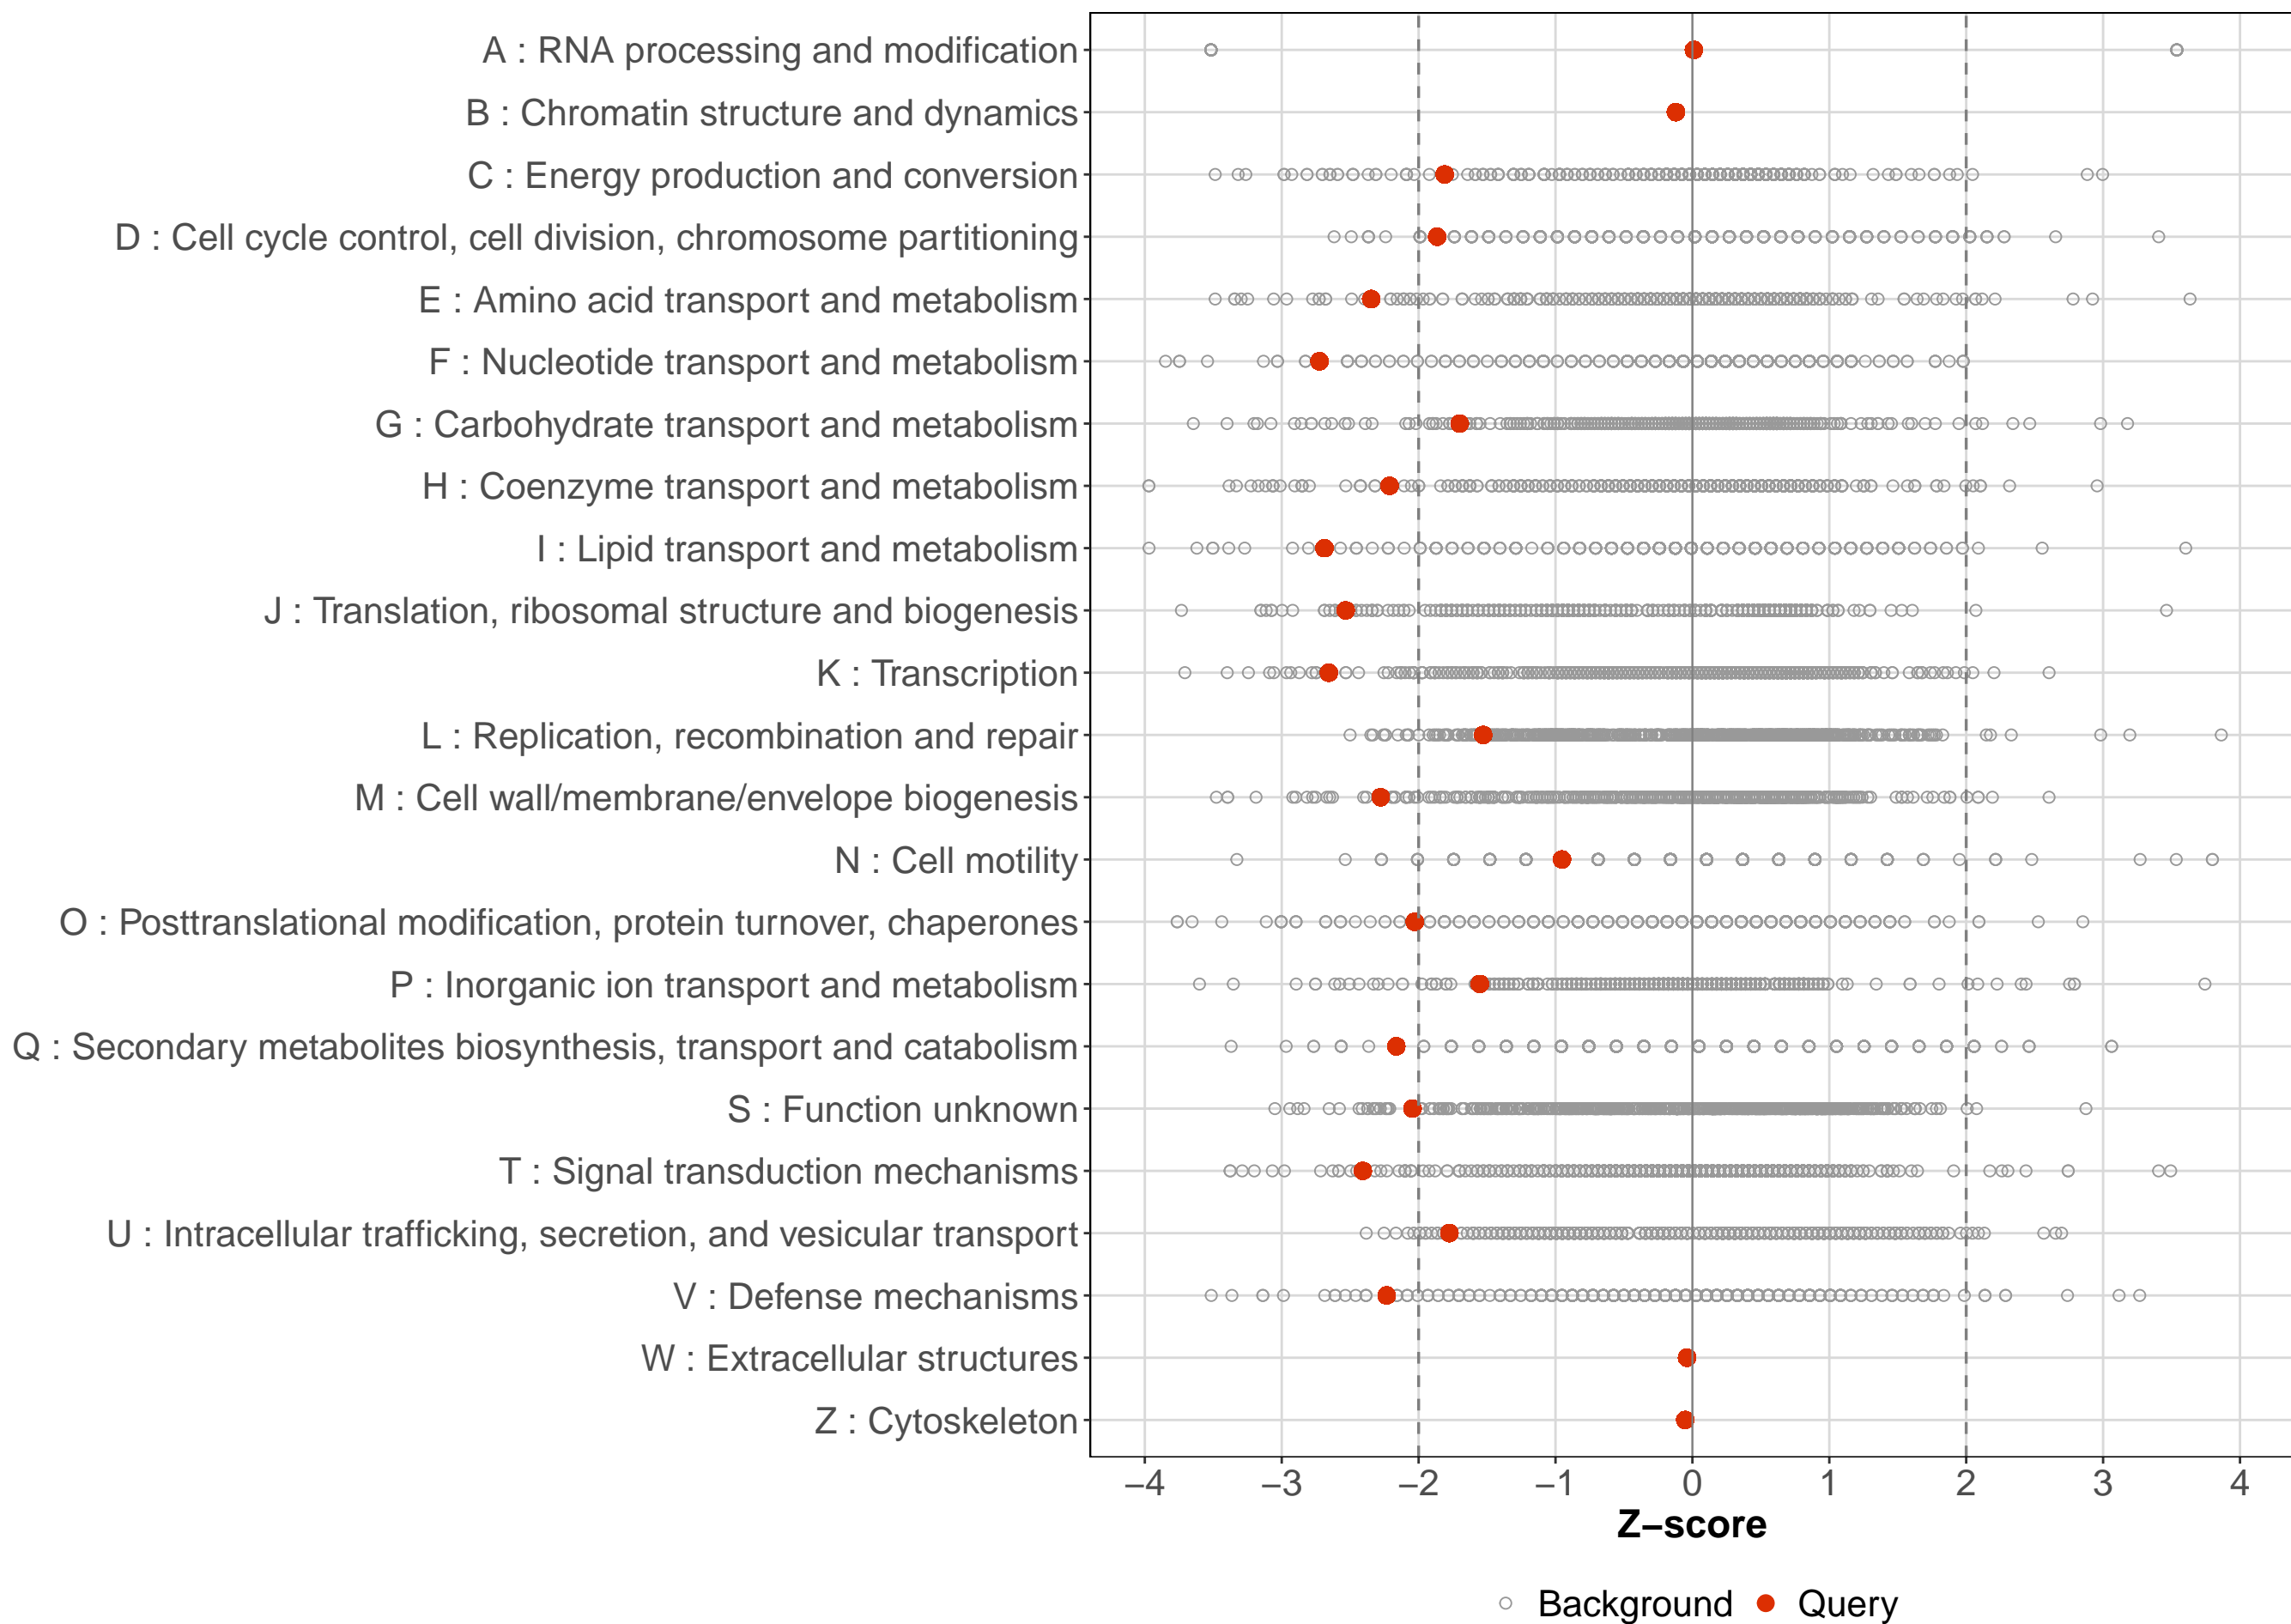 A : RNA processing and modification
B : Chromatin structure and dynamics
C : Energy production and conversion
D : Cell cycle control, cell division, chromosome partitioning
E : Amino acid transport and metabolism
F : Nucleotide transport and metabolism
G : Carbohydrate transport and metabolism
H : Coenzyme transport and metabolism
I : Lipid transport and metabolism
J : Translation, ribosomal structure and biogenesis
K : Transcription
L : Replication, recombination and repair
M : Cell wall/membrane/envelope biogenesis
N : Cell motility
O : Posttranslational modification, protein turnover, chaperones
P : Inorganic ion transport and metabolism
Q : Secondary metabolites biosynthesis, transport and catabolism
S : Function unknown
T : Signal transduction mechanisms
U : Intracellular trafficking, secretion, and vesicular transport
V : Defense mechanisms
W : Extracellular structures
Z : Cytoskeleton
−4 −3 −2 −1 0 1 2 3 4
Z−score
Background Query